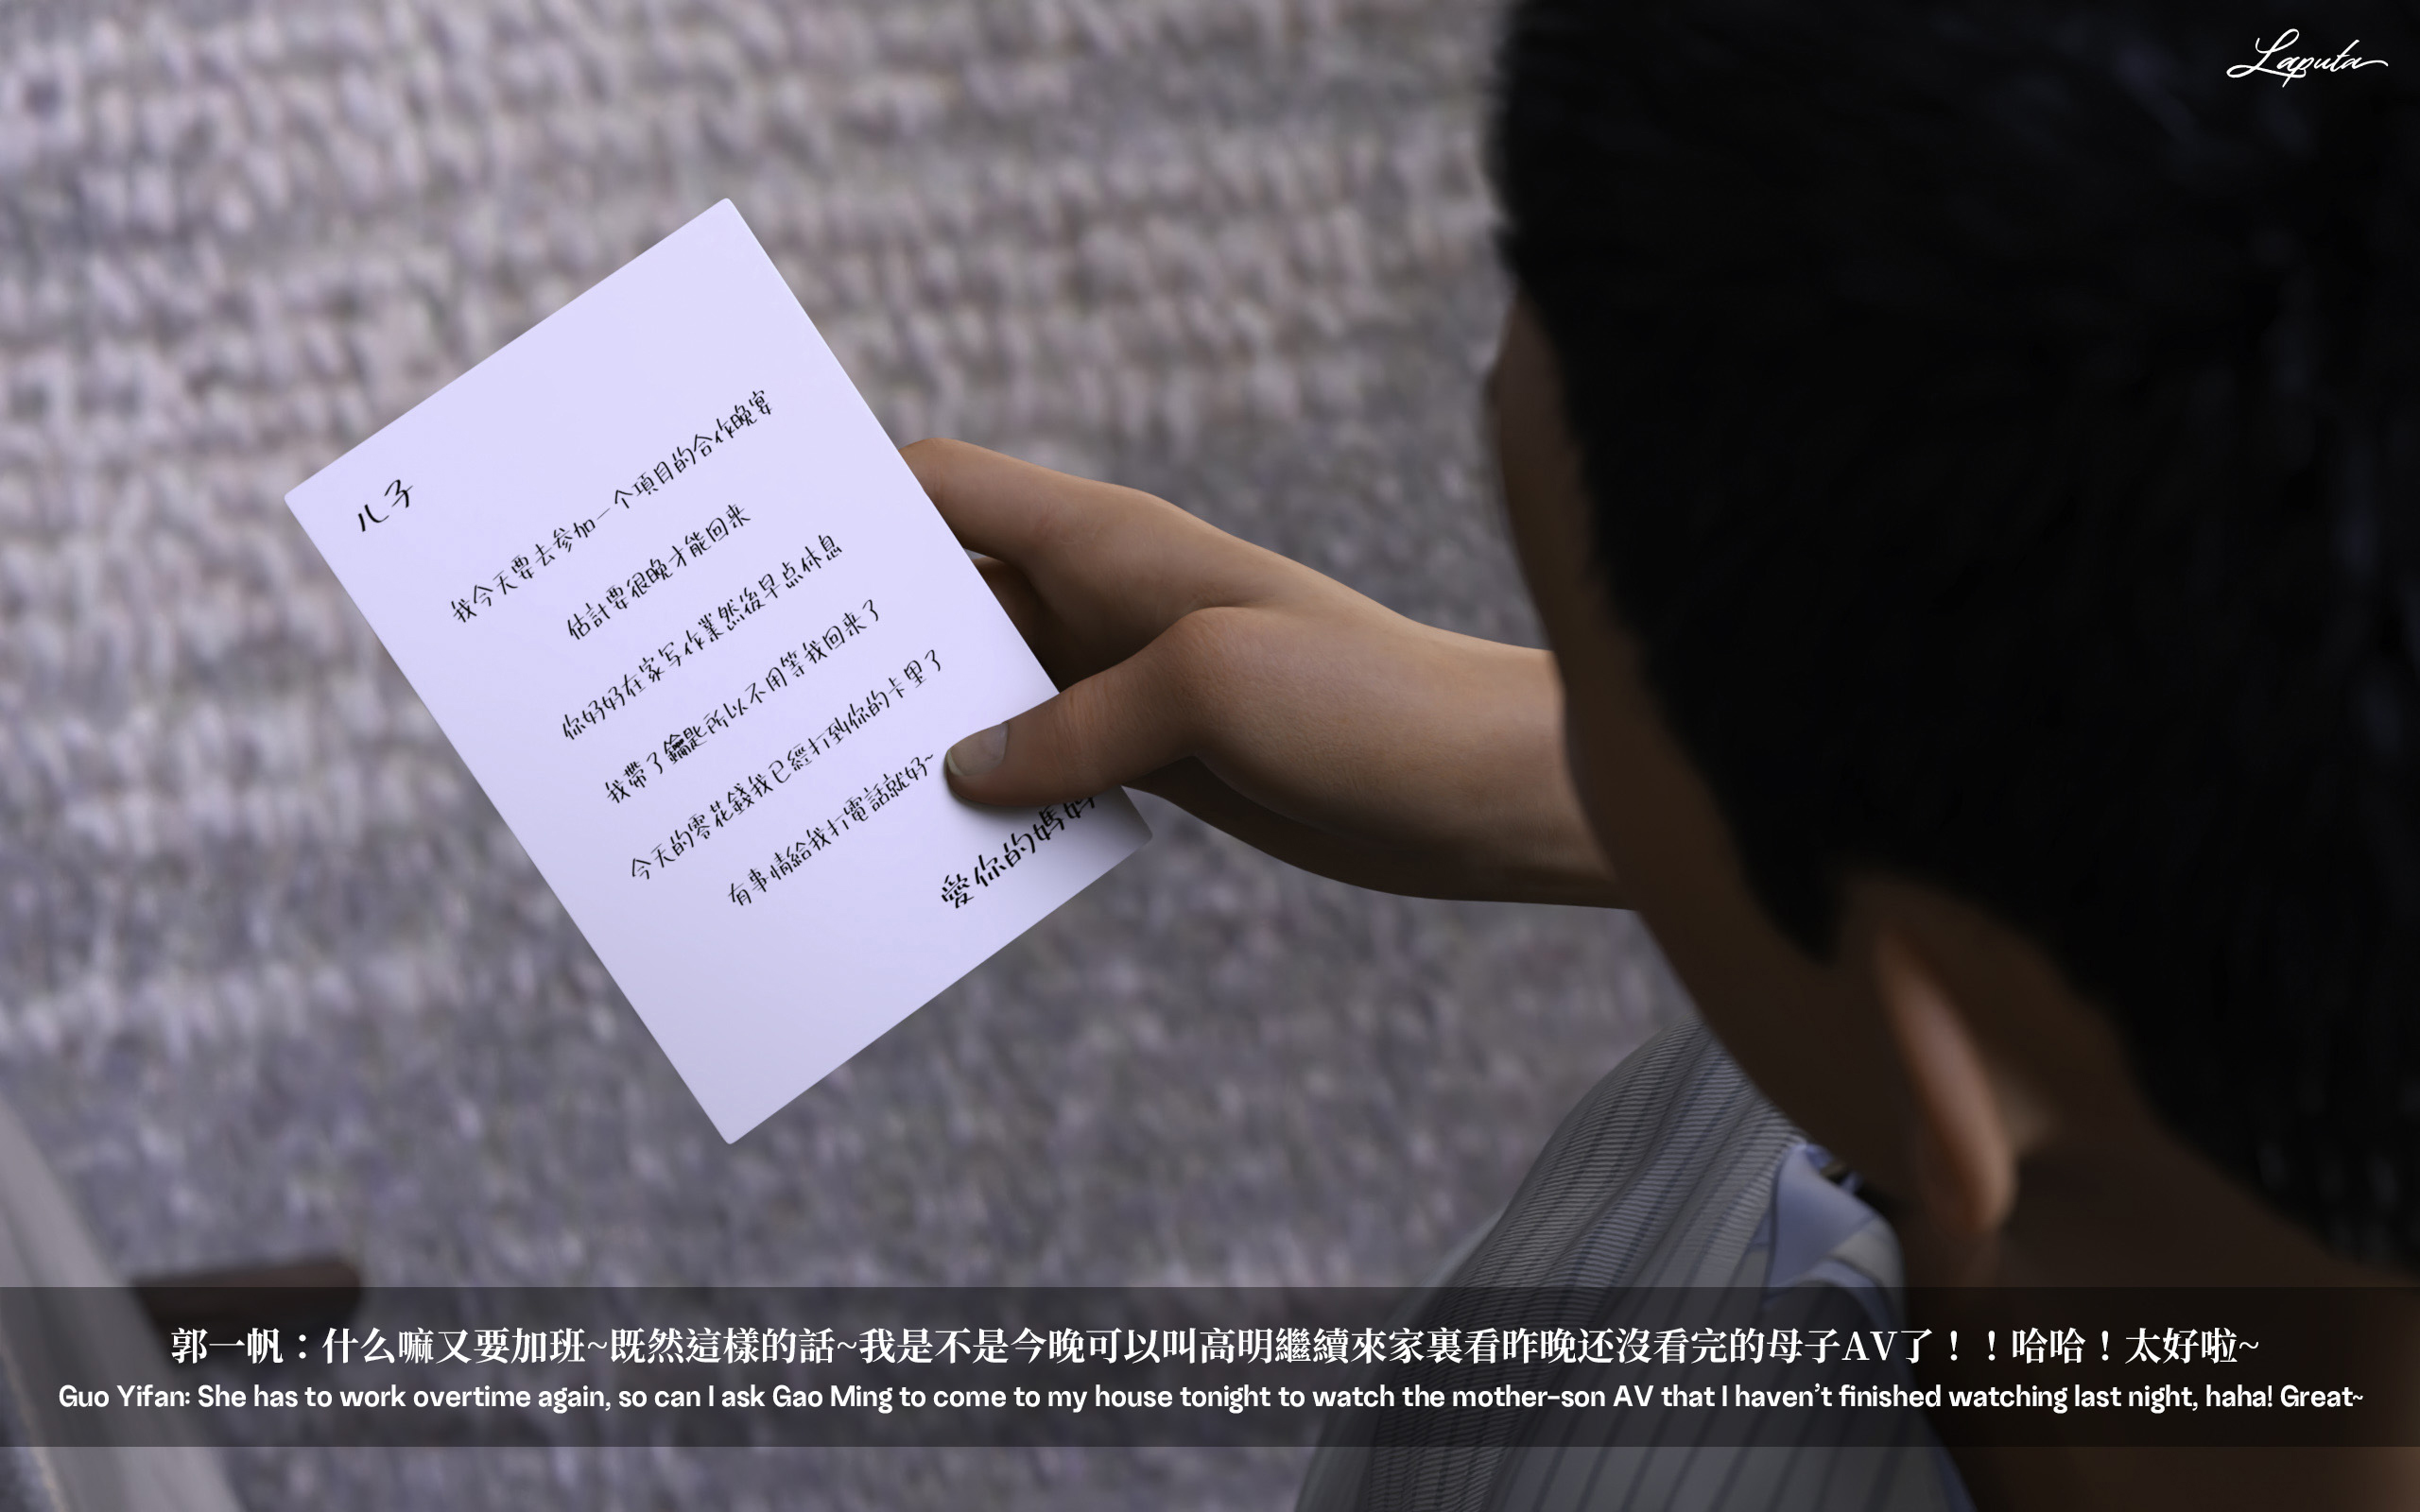 Laputa
儿子
我今天要去参加一个項目的合作晚宴
估計要很晚才能回来
你好好在家写作業然後早点休息
我帶了鑰匙所以不用等我回来了
今天的零花錢我已經打到你的卡里了
有事情給我打電話就好~
愛你的媽媽
郭一帆：什么嘛又要加班~既然這樣的話~我是不是今晚可以叫高明繼續來家裏看昨晚还沒看完的母子AV了！！哈哈！太好啦~
Guo Yifan: She has to work overtime again, so can I ask Gao Ming to come to my house tonight to watch the mother-son AV that I haven't finished watching last night, haha! Great~